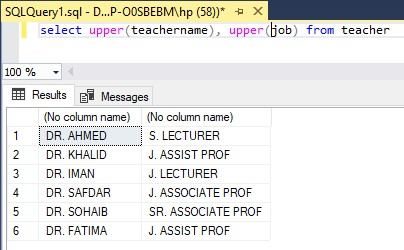 SQLQuery1.sql - D...P-O0SBEBM\hp (58))*
select upper(teachername), upper(job) from teacher
100 %
Results Messages
(No column name) (No column name)
1 DR. AHMED S. LECTURER
2 DR. KHALID J. ASSIST PROF
3 DR. IMAN J. LECTURER
4 DR. SAFDAR J. ASSOCIATE PROF
5 DR. SOHAIB SR. ASSOCIATE PROF
6 DR. FATIMA J. ASSIST PROF